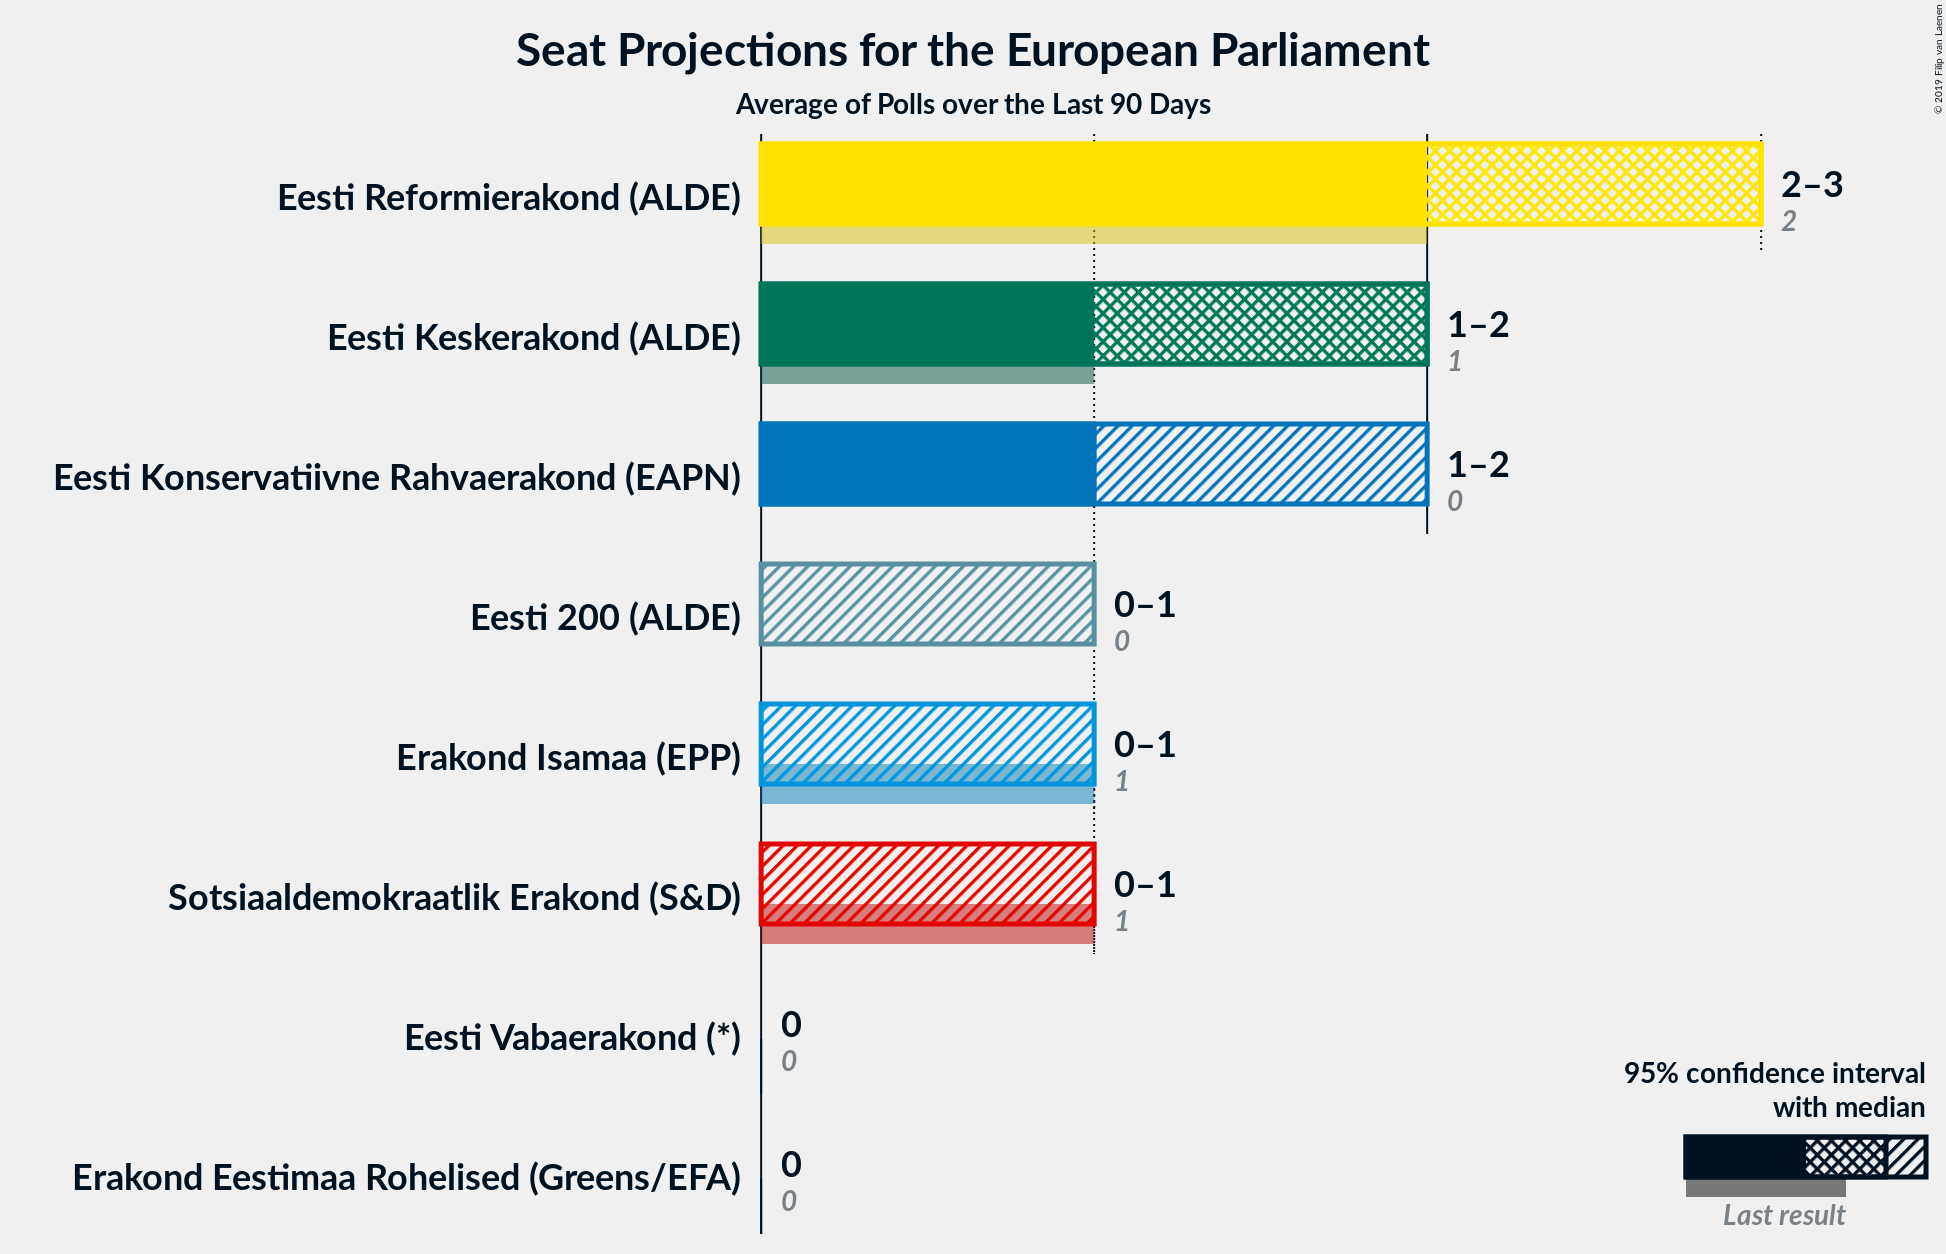 Seat Projections for the European Parliament
Average of Polls over the Last 90 Days
© 2019 Filip van Laenen
Eesti Reformierakond (ALDE)
2–3
2
Eesti Keskerakond (ALDE)
1–2
1
Eesti Konservatiivne Rahvaerakond (EAPN)
1–2
0
Eesti 200 (ALDE)
0–1
0
Erakond Isamaa (EPP)
0–1
1
Sotsiaaldemokraatlik Erakond (S&D)
0–1
1
Eesti Vabaerakond (*)
0
0
Erakond Eestimaa Rohelised (Greens/EFA)
0
0
95% confidence interval
with median
Last result